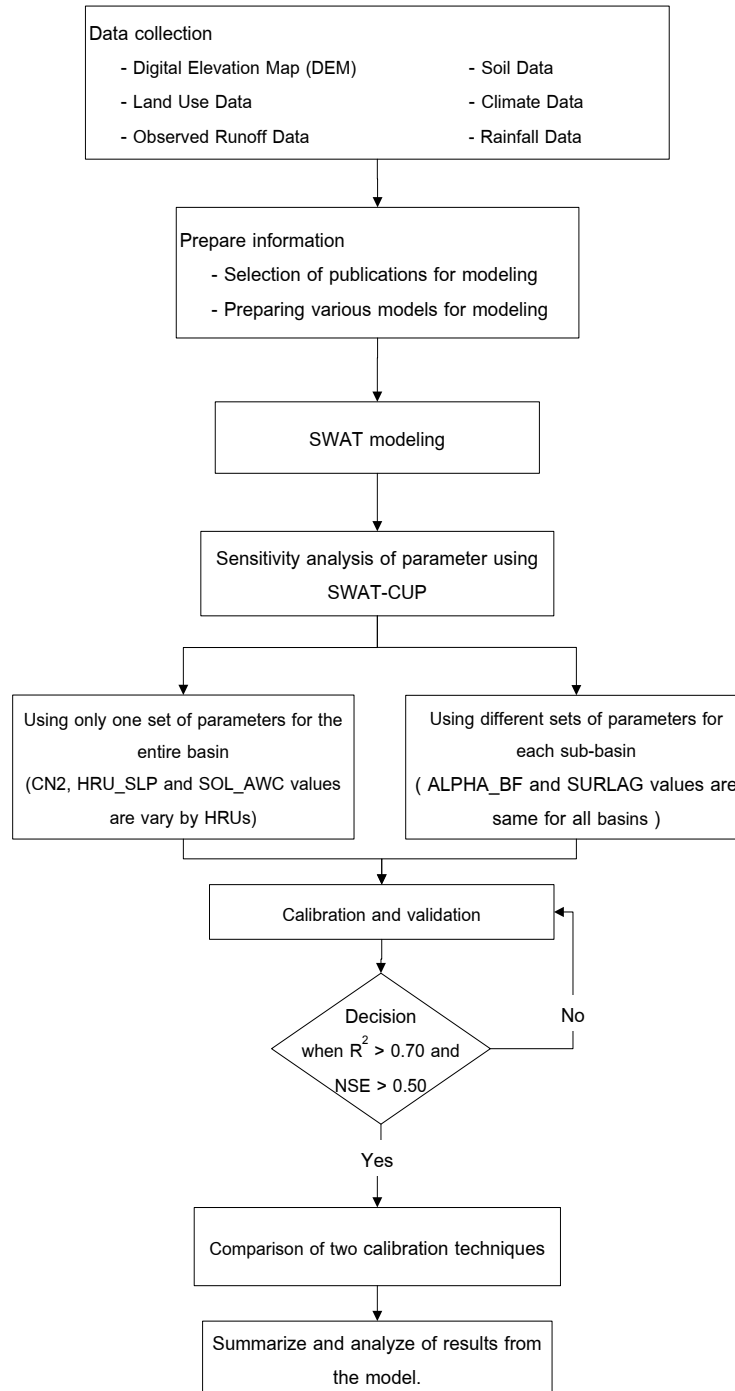 Data collection
- Digital Elevation Map (DEM)
- Soil Data
- Land Use Data
- Climate Data
- Observed Runoff Data
- Rainfall Data
Prepare information
- Selection of publications for modeling
- Preparing various models for modeling
SWAT modeling
Sensitivity analysis of parameter using
SWAT-CUP
Using only one set of parameters for the
entire basin
(CN2, HRU_SLP and SOL_AWC values
are vary by HRUs)
Using different sets of parameters for
each sub-basin
( ALPHA_BF and SURLAG values are
same for all basins )
Calibration and validation
Decision
when R² > 0.70 and
NSE > 0.50
No
Yes
Comparison of two calibration techniques
Summarize and analyze of results from
the model.